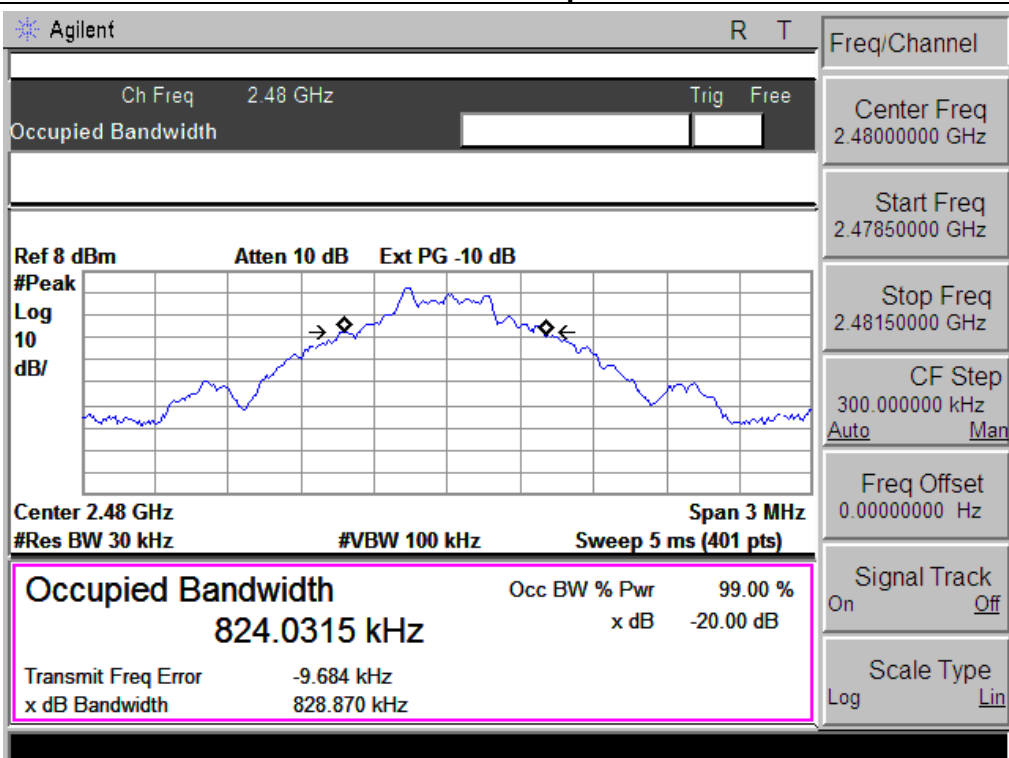 Agilent R T
Ch Freq 2.48 GHz Trig Free
Occupied Bandwidth
Ref 8 dBm Atten 10 dB Ext PG -10 dB
#Peak
Log
10
dB/
Center 2.48 GHz Span 3 MHz
#Res BW 30 kHz #VBW 100 kHz Sweep 5 ms (401 pts)
Occupied Bandwidth Occ BW % Pwr 99.00 %
824.0315 kHz x dB -20.00 dB
Transmit Freq Error -9.684 kHz
x dB Bandwidth 828.870 kHz
Freq/Channel
Center Freq
2.48000000 GHz
Start Freq
2.47850000 GHz
Stop Freq
2.48150000 GHz
CF Step
300.000000 kHz
Auto Man
Freq Offset
0.00000000 Hz
Signal Track
On Off
Scale Type
Log Lin